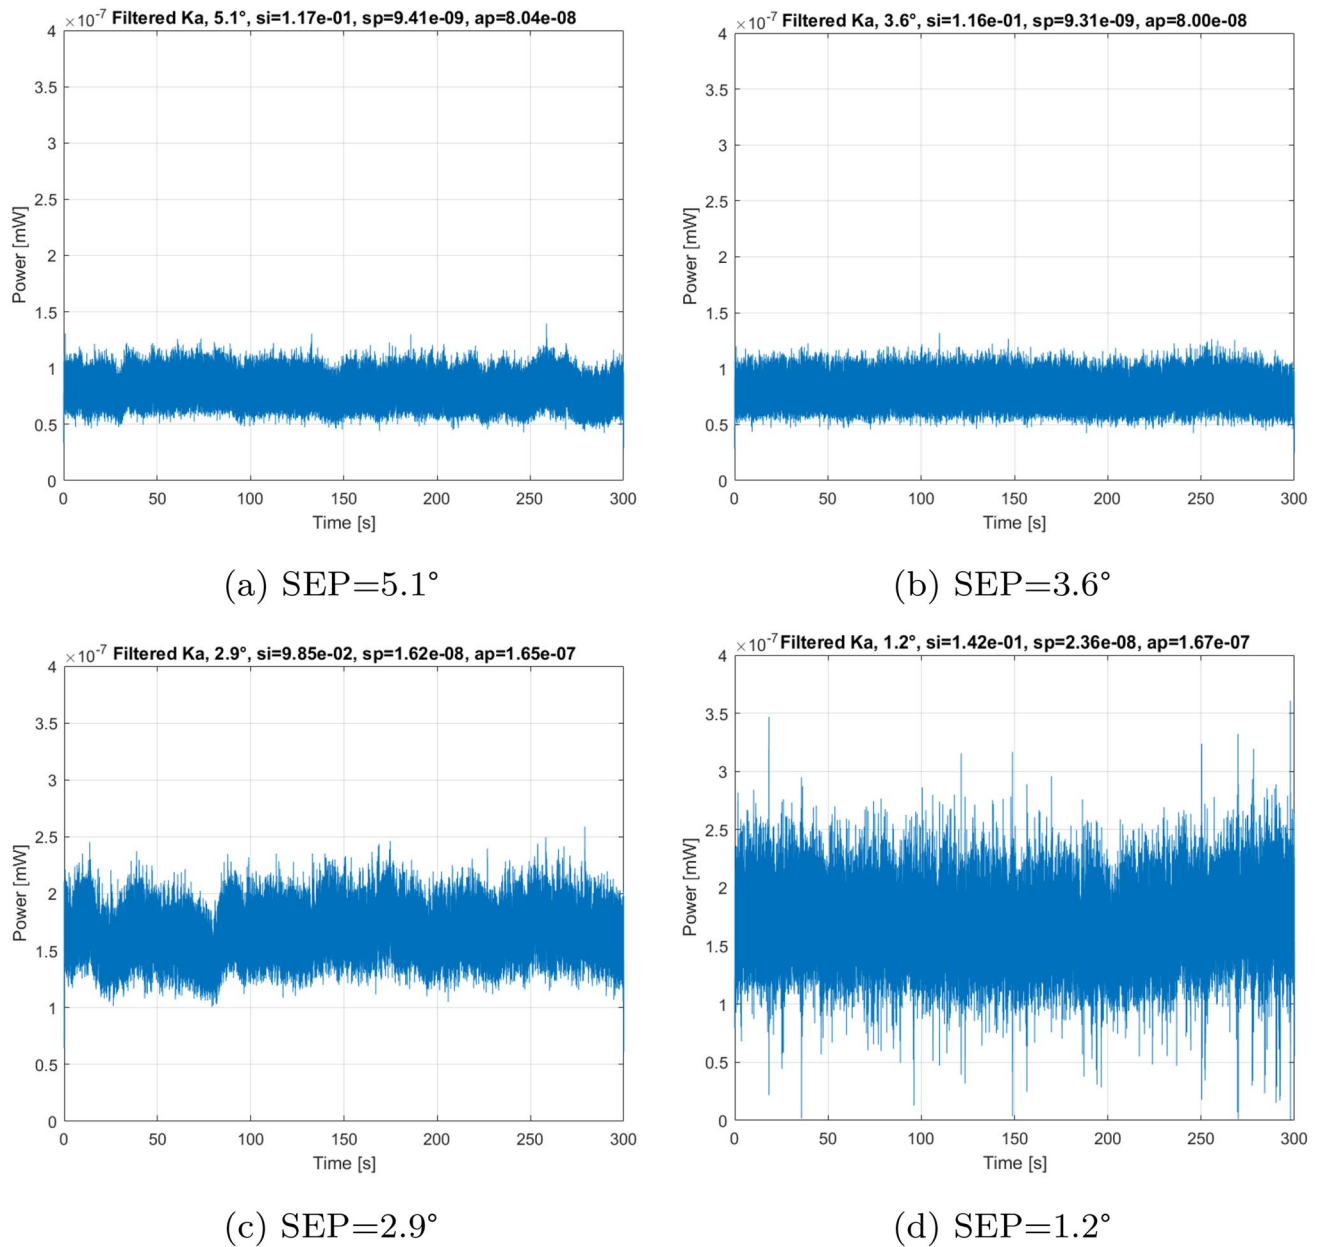 ×10⁻⁷ Filtered Ka, 5.1°, si=1.17e-01, sp=9.41e-09, ap=8.04e-08
4
3.5
3
2.5
2
1.5
1
0.5
0
Power [mW]
0 50 100 150 200 250 300
Time [s]
(a) SEP=5.1°
×10⁻⁷ Filtered Ka, 3.6°, si=1.16e-01, sp=9.31e-09, ap=8.00e-08
4
3.5
3
2.5
2
1.5
1
0.5
0
Power [mW]
0 50 100 150 200 250 300
Time [s]
(b) SEP=3.6°
×10⁻⁷ Filtered Ka, 2.9°, si=9.85e-02, sp=1.62e-08, ap=1.65e-07
4
3.5
3
2.5
2
1.5
1
0.5
0
Power [mW]
0 50 100 150 200 250 300
Time [s]
(c) SEP=2.9°
×10⁻⁷ Filtered Ka, 1.2°, si=1.42e-01, sp=2.36e-08, ap=1.67e-07
4
3.5
3
2.5
2
1.5
1
0.5
0
Power [mW]
0 50 100 150 200 250 300
Time [s]
(d) SEP=1.2°